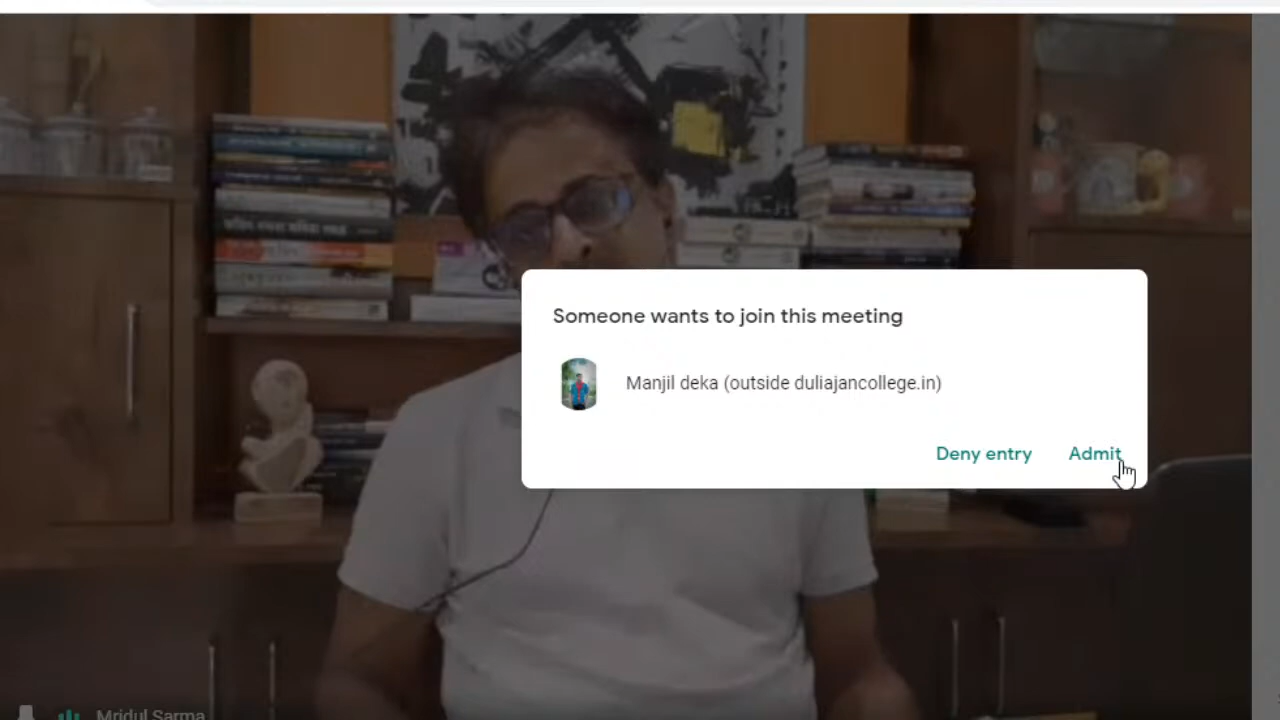 Someone wants to join this meeting
Manjil deka (outside duliajancollege.in)
Deny entry
Admit
Mridul Sarma